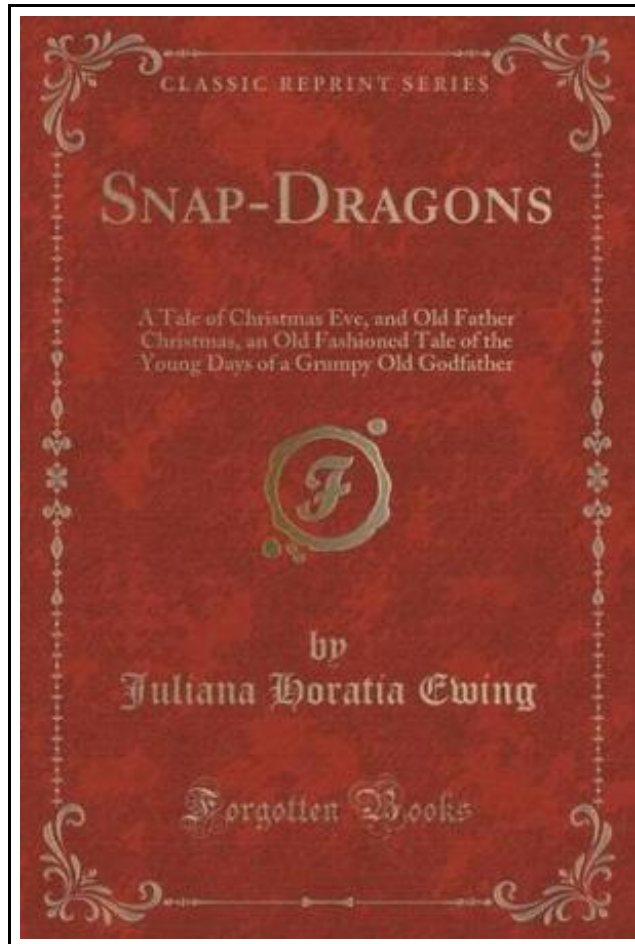 CLASSIC REPRINT SERIES
SNAP-DRAGONS
A Tale of Christmas Eve, and Old Father
Christmas, an Old Fashioned Tale of the
Young Days of a Grumpy Old Godfather
F
by
Juliana Horatia Ewing
Forgotten Books